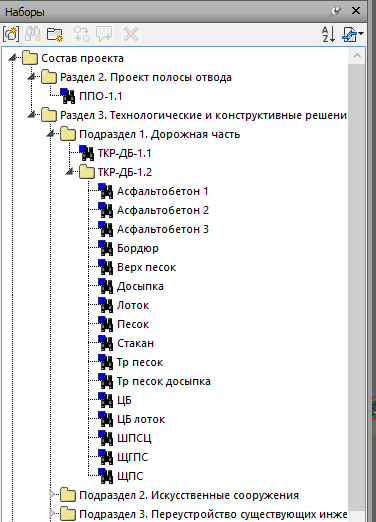 Наборы
Состав проекта
Раздел 2. Проект полосы отвода
ППО-1.1
Раздел 3. Технологические и конструктивные решени
Подраздел 1. Дорожная часть
ТКР-ДБ-1.1
ТКР-ДБ-1.2
Асфальтобетон 1
Асфальтобетон 2
Асфальтобетон 3
Бордюр
Верх песок
Досыпка
Лоток
Песок
Стакан
Тр песок
Тр песок досыпка
ЦБ
ЦБ лоток
ШПСЦ
ЩГПС
ЩПС
Подраздел 2. Искусственные сооружения
Подраздел 3. Переустройство существующих инже